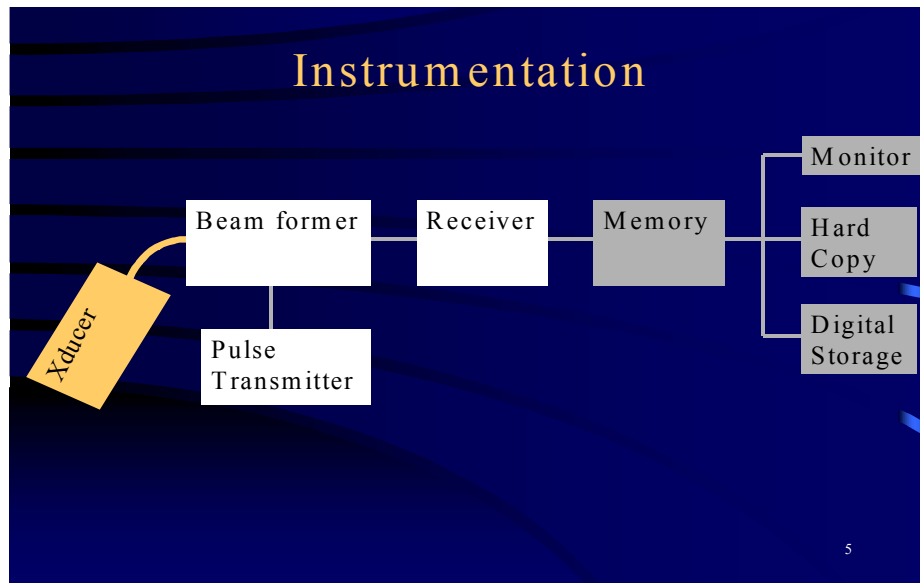 Instrumentation
Monitor
Beam former
Receiver
Memory
Hard
Copy
Xducer
Pulse
Transmitter
Digital
Storage
5